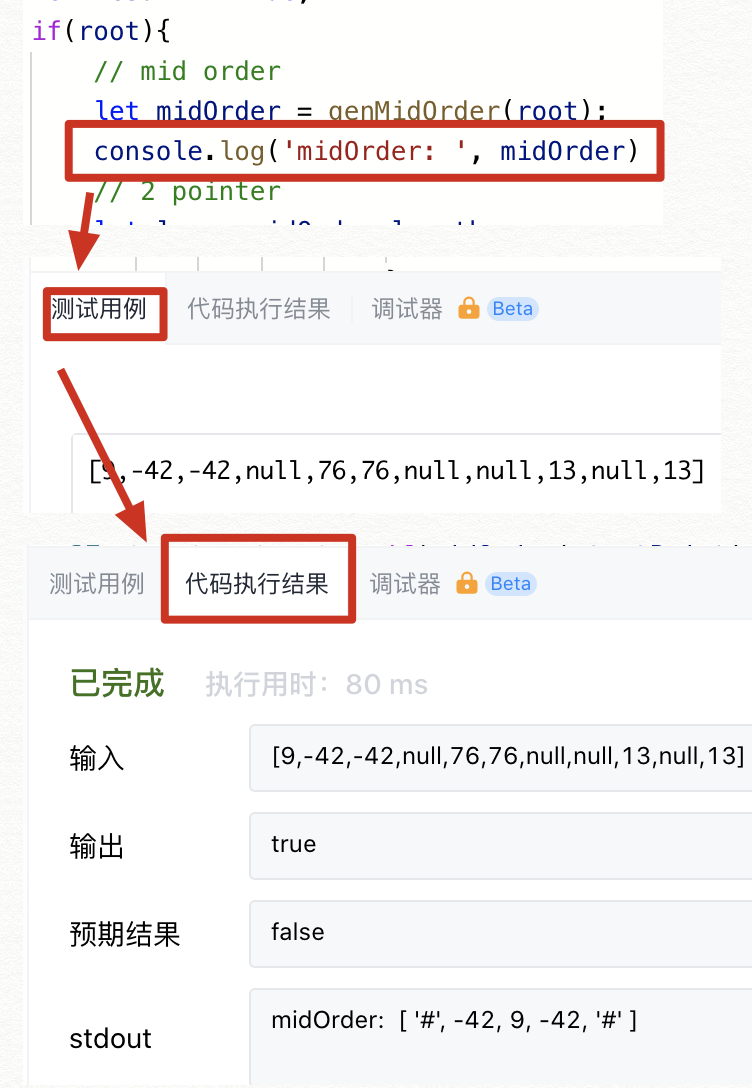 if(root){
// mid order
let midOrder = genMidOrder(root);
console.log('midOrder: ', midOrder)
// 2 pointer
测试用例 代码执行结果 调试器 Beta
[9,-42,-42,null,76,76,null,null,13,null,13]
测试用例 代码执行结果 调试器 Beta
已完成 执行用时: 80 ms
输入 [9,-42,-42,null,76,76,null,null,13,null,13]
输出 true
预期结果 false
stdout midOrder: [ '#', -42, 9, -42, '#' ]